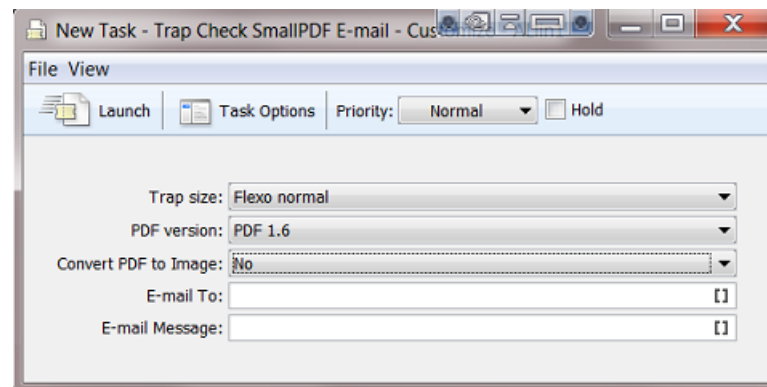 New Task - Trap Check SmallPDF E-mail - Cus
File View
Launch Task Options Priority: Normal Hold
Trap size: Flexo normal
PDF version: PDF 1.6
Convert PDF to Image: No
E-mail To: []
E-mail Message: []